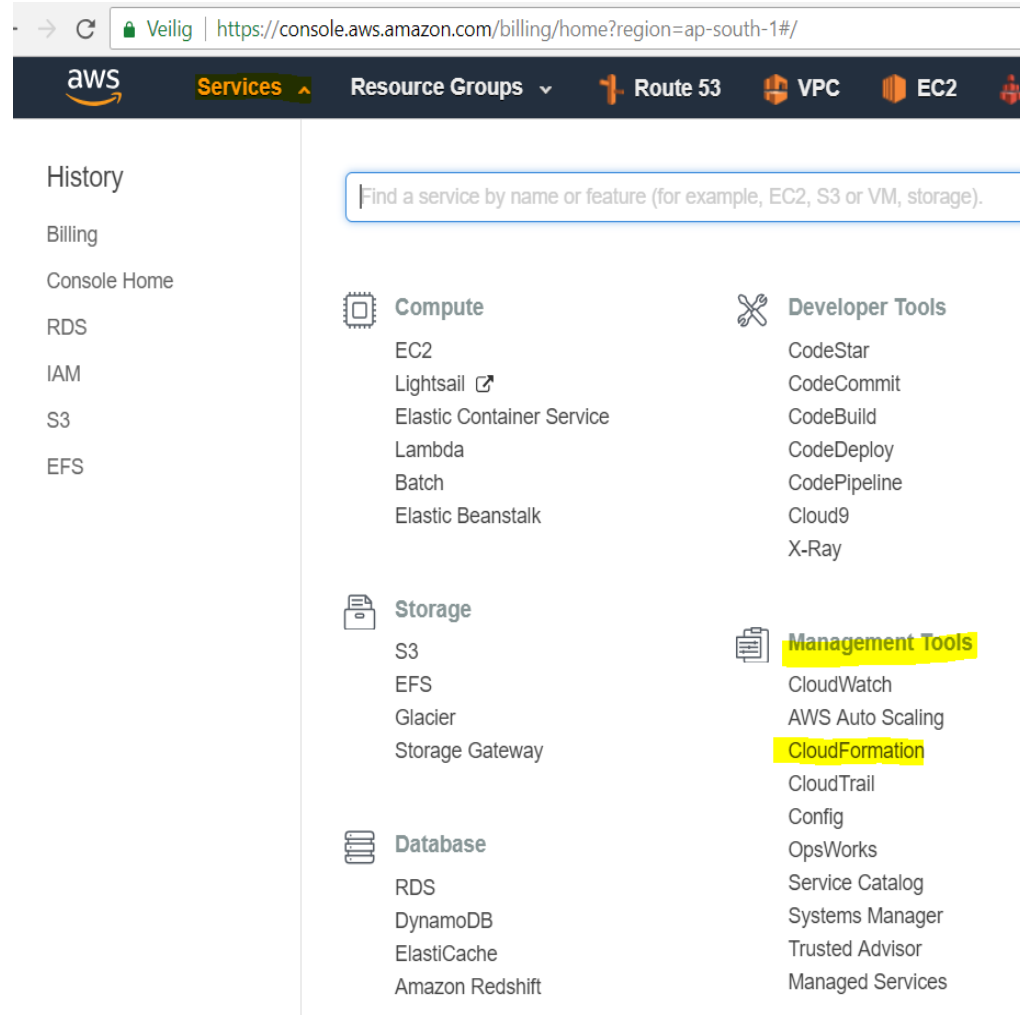 Veilig https://console.aws.amazon.com/billing/home?region=ap-south-1#/
aws Services Resource Groups Route 53 VPC EC2
History
Billing
Console Home
RDS
IAM
S3
EFS
Find a service by name or feature (for example, EC2, S3 or VM, storage).
Compute
EC2
Lightsail
Elastic Container Service
Lambda
Batch
Elastic Beanstalk
Storage
S3
EFS
Glacier
Storage Gateway
Database
RDS
DynamoDB
ElastiCache
Amazon Redshift
Developer Tools
CodeStar
CodeCommit
CodeBuild
CodeDeploy
CodePipeline
Cloud9
X-Ray
Management Tools
CloudWatch
AWS Auto Scaling
CloudFormation
CloudTrail
Config
OpsWorks
Service Catalog
Systems Manager
Trusted Advisor
Managed Services